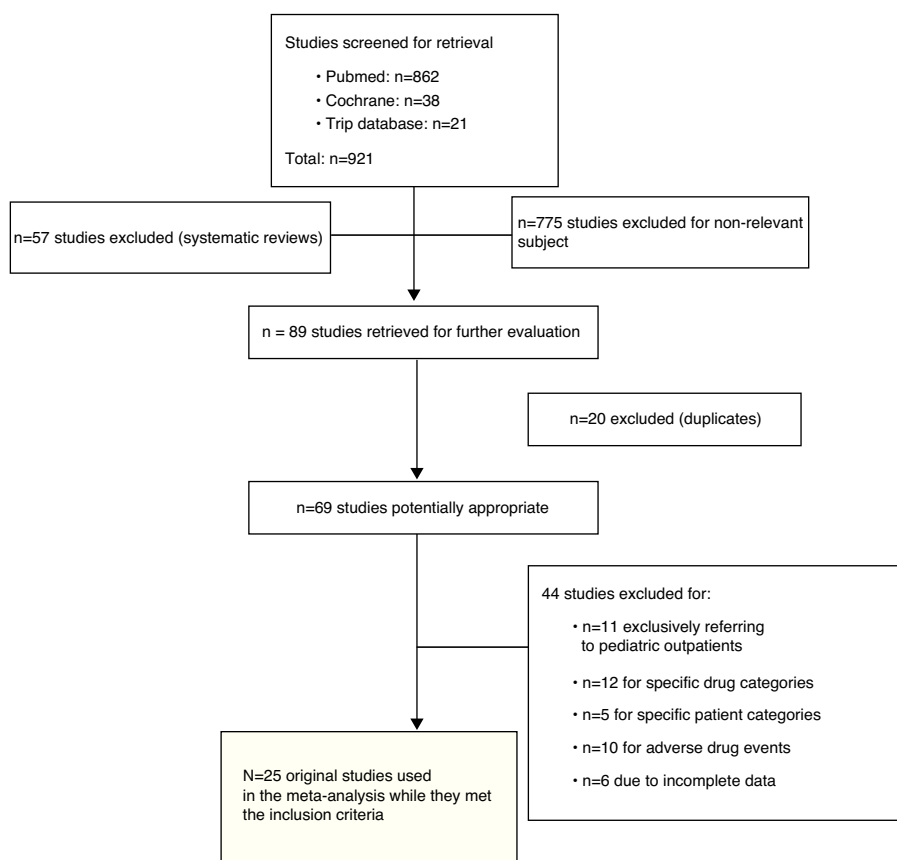 Studies screened for retrieval
• Pubmed: n=862
• Cochrane: n=38
• Trip database: n=21
Total: n=921
n=57 studies excluded (systematic reviews)
n=775 studies excluded for non-relevant
subject
n = 89 studies retrieved for further evaluation
n=20 excluded (duplicates)
n=69 studies potentially appropriate
44 studies excluded for:
• n=11 exclusively referring
to pediatric outpatients
• n=12 for specific drug categories
• n=5 for specific patient categories
• n=10 for adverse drug events
• n=6 due to incomplete data
N=25 original studies used
in the meta-analysis while they met
the inclusion criteria